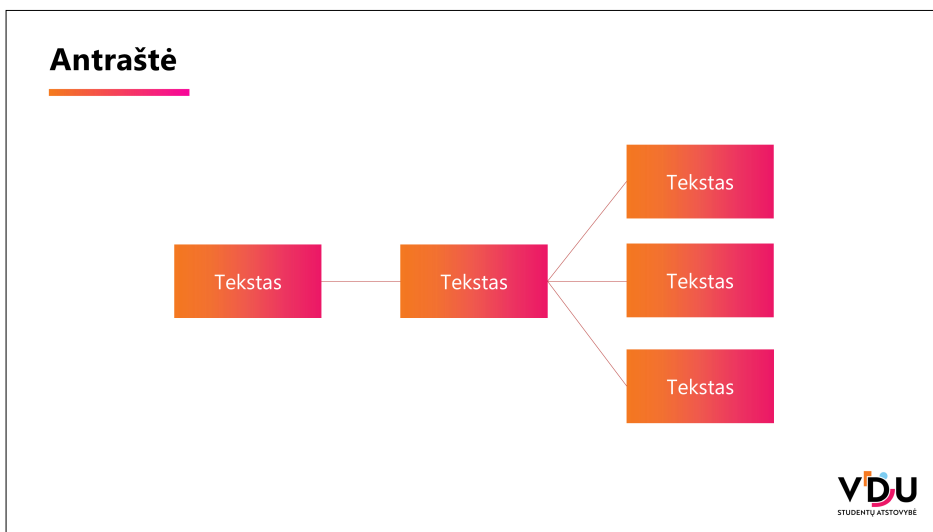 Antraštė
Tekstas
Tekstas
Tekstas
Tekstas
Tekstas
VDU
STUDENTŲ ATSTOVYBĖ